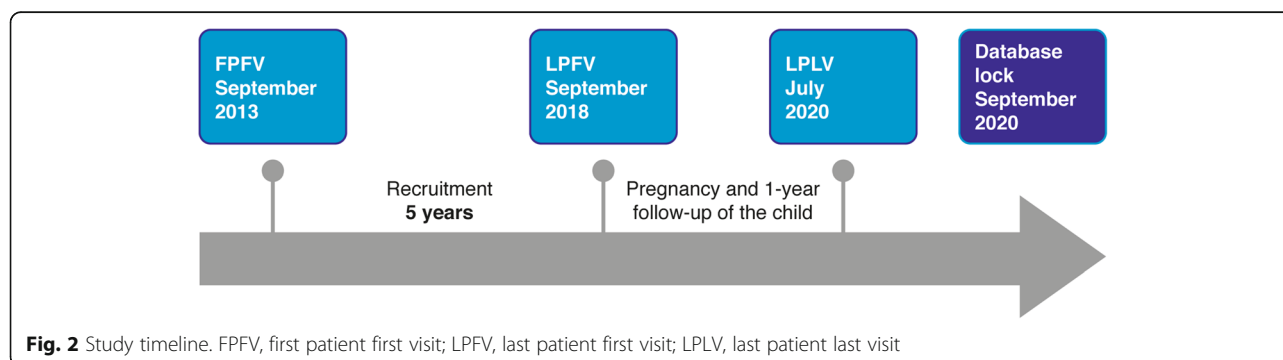 FPFV
September
2013
LPFV
September
2018
LPLV
July
2020
Database
lock
September
2020
Recruitment
5 years
Pregnancy and 1-year
follow-up of the child
Fig. 2 Study timeline. FPFV, first patient first visit; LPFV, last patient first visit; LPLV, last patient last visit